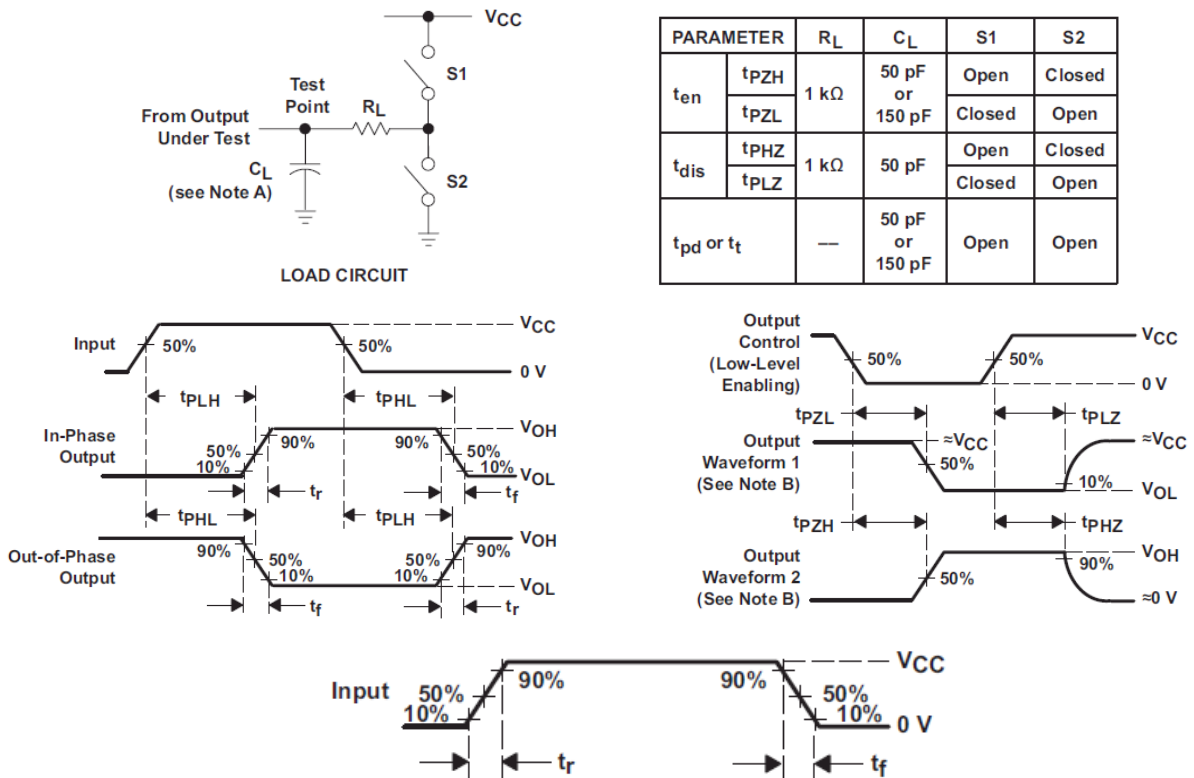 VCC
S1
Test
Point
RL
From Output
Under Test
CL
(see Note A)
S2
LOAD CIRCUIT
PARAMETER RL CL S1 S2
ten tPZH 1 kΩ 50 pF or 150 pF Open Closed
tPZL Closed Open
tdis tPHZ 1 kΩ 50 pF Open Closed
tPLZ Closed Open
tpd or tt — 50 pF or 150 pF Open Open
Input 50% 50% VCC
0 V
tPLH tPHL
In-Phase
Output
50%
10%
90% 90%
50%
10%
VOH
VOL
tr tf
tPHL tPLH
Out-of-Phase
Output
90%
50%
10%
50%
10%
90%
VOH
VOL
tf tr
Output
Control
(Low-Level
Enabling)
50% 50%
VCC
0 V
tPZL tPLZ
Output
Waveform 1
(See Note B)
≈VCC
50%
≈VCC
10%
VOL
tPZH tPHZ
Output
Waveform 2
(See Note B)
50%
VOH
90%
≈0 V
Input
50%
10%
90% 90%
50%
10%
VCC
0 V
tr tf